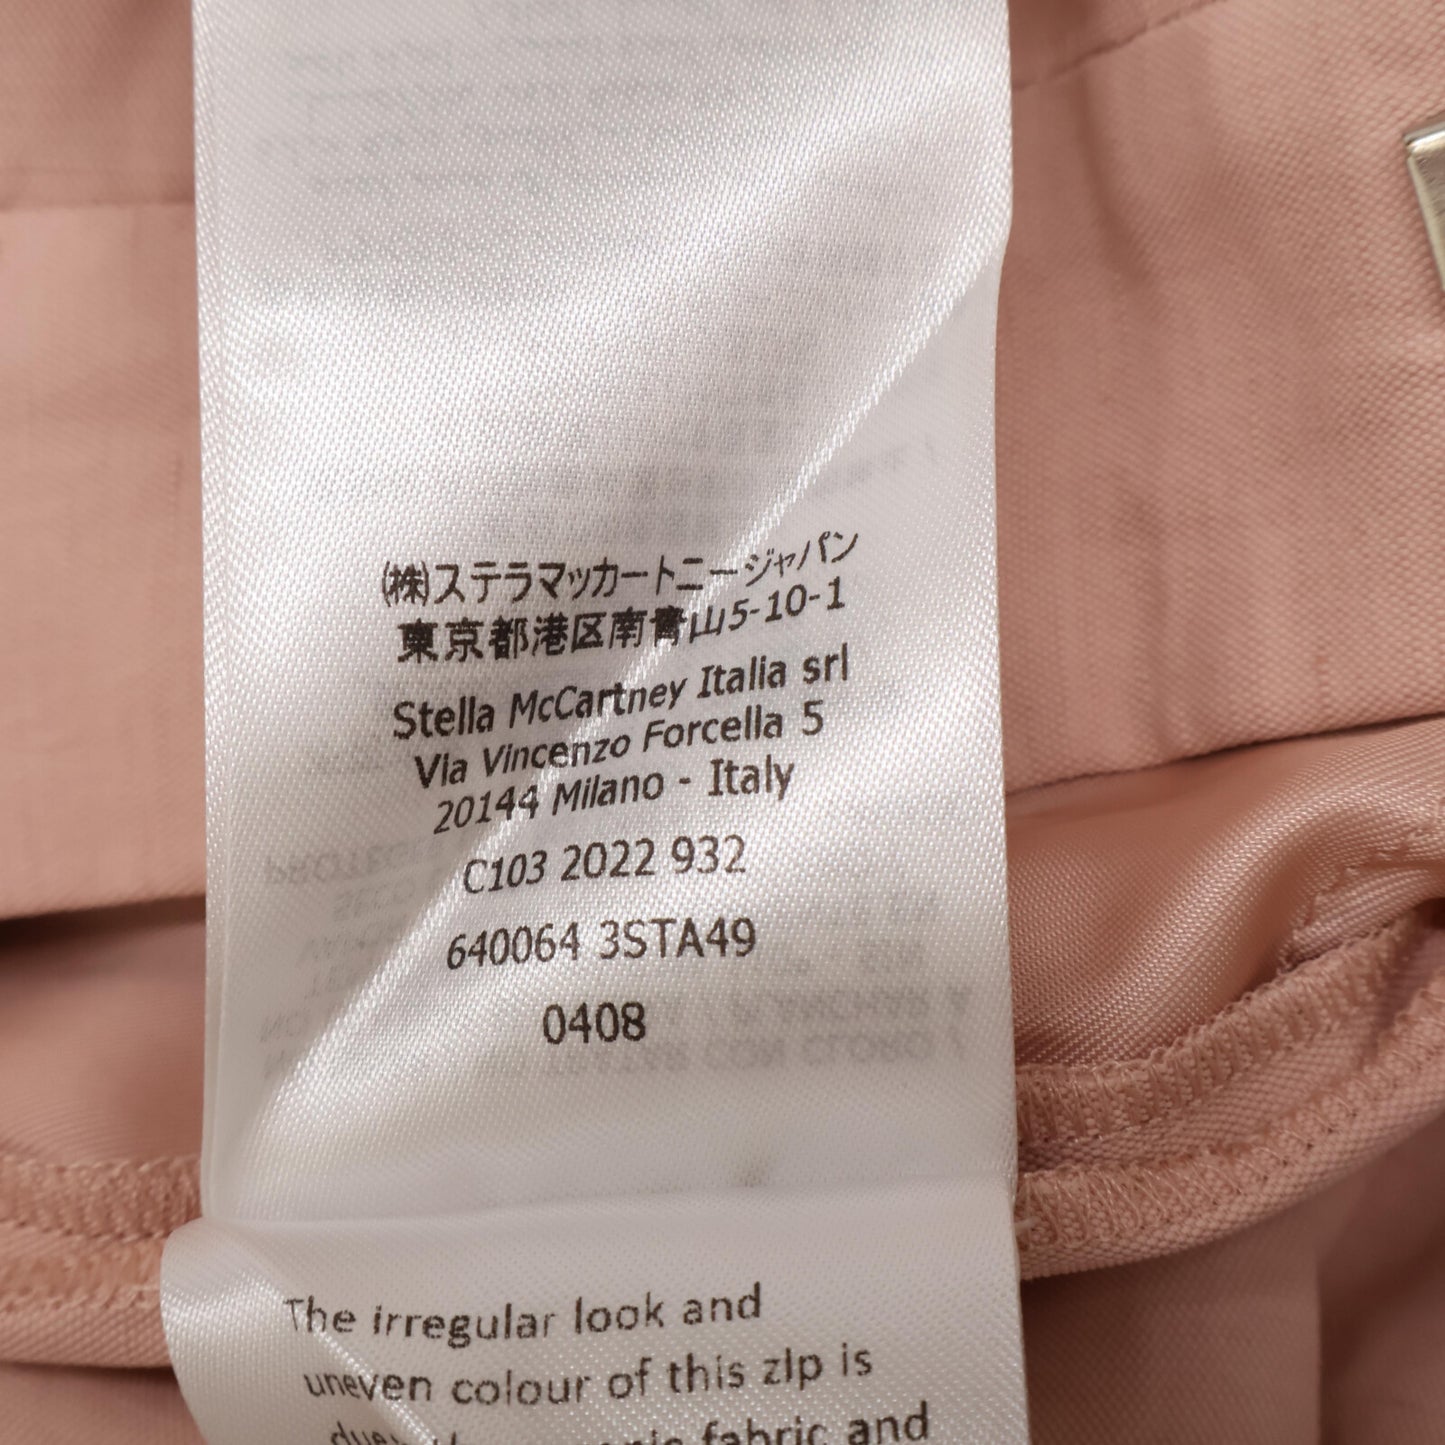 (株)ステラマッカートニージャパン
東京都港区南青山5-10-1
Stella McCartney Italia srl
Via Vincenzo Forcella 5
20144 Milano - Italy
C103 2022 932
640064 3STA49
0408
The irregular look and
uneven colour of this zip is
fabric and